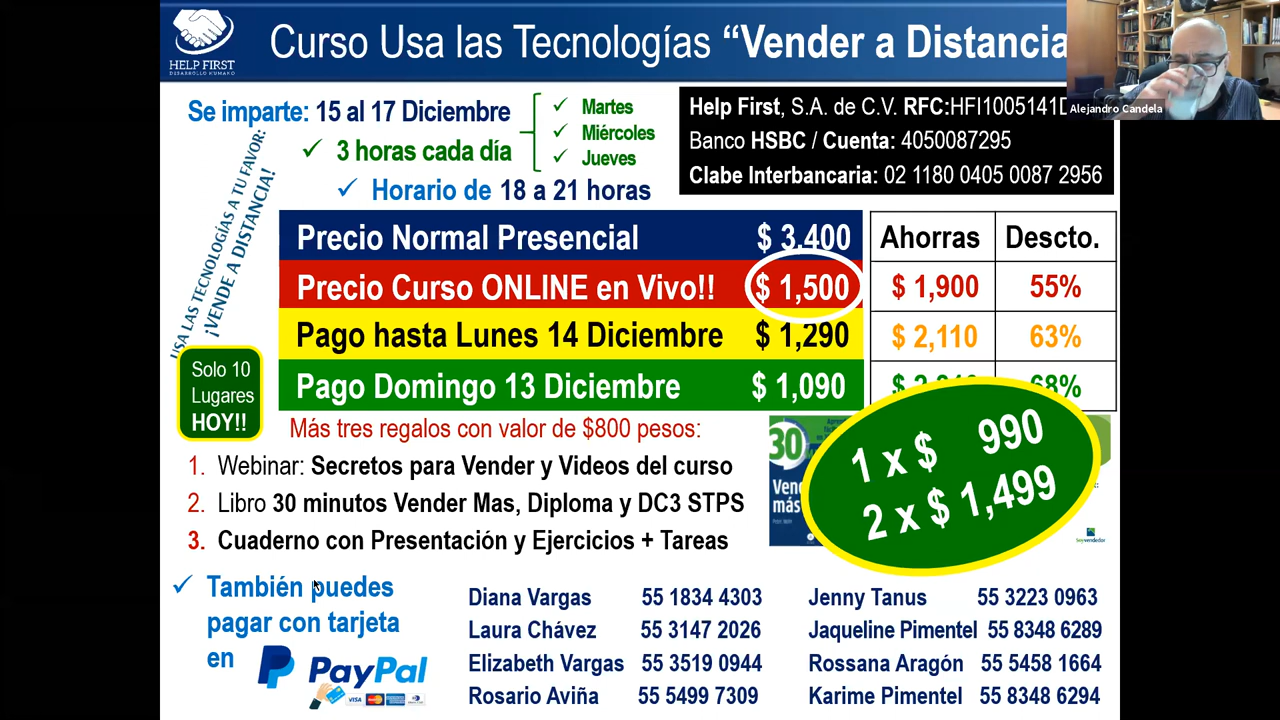 HELP FIRST
DESARROLLO HUMANO
Curso Usa las Tecnologías “Vender a Distancia
Alejandro Candela
Se imparte: 15 al 17 Diciembre
✓ Martes
✓ Miércoles
✓ Jueves
✓ 3 horas cada día
✓ Horario de 18 a 21 horas
Help First, S.A. de C.V. RFC:HFI1005141
Banco HSBC / Cuenta: 4050087295
Clabe Interbancaria: 02 1180 0405 0087 2956
USA LAS TECNOLOGÍAS A TU FAVOR:
¡VENDE A DISTANCIA!
Precio Normal Presencial $ 3,400 Ahorras Descto.
Precio Curso ONLINE en Vivo!! $ 1,500 $ 1,900 55%
Pago hasta Lunes 14 Diciembre $ 1,290 $ 2,110 63%
Pago Domingo 13 Diciembre $ 1,090 68%
Solo 10
Lugares
HOY!!
Más tres regalos con valor de $800 pesos:
1. Webinar: Secretos para Vender y Videos del curso
2. Libro 30 minutos Vender Mas, Diploma y DC3 STPS
3. Cuaderno con Presentación y Ejercicios + Tareas
30
más
1 x $ 990
2 x $ 1,499
Soyvendedor
✓ También puedes
pagar con tarjeta
en PayPal
VISA
Diana Vargas 55 1834 4303
Laura Chávez 55 3147 2026
Elizabeth Vargas 55 3519 0944
Rosario Aviña 55 5499 7309
Jenny Tanus 55 3223 0963
Jaqueline Pimentel 55 8348 6289
Rossana Aragón 55 5458 1664
Karime Pimentel 55 8348 6294